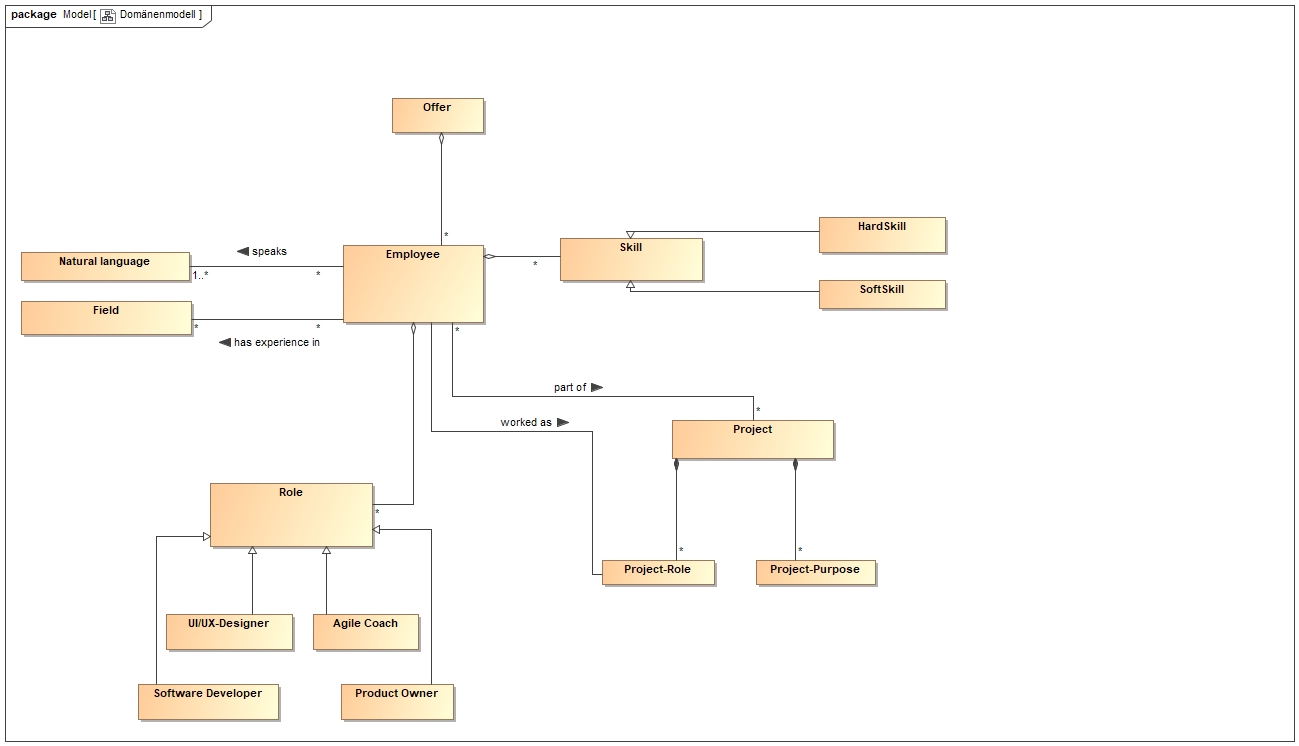 package Model [ Domänenmodell ]
Offer
*
HardSkill
Skill
speaks
Employee
Natural language
1..*
*
*
SoftSkill
Field
*
*
*
has experience in
part of
*
worked as
Project
Role
*
*
*
Project-Role
Project-Purpose
UI/UX-Designer
Agile Coach
Software Developer
Product Owner